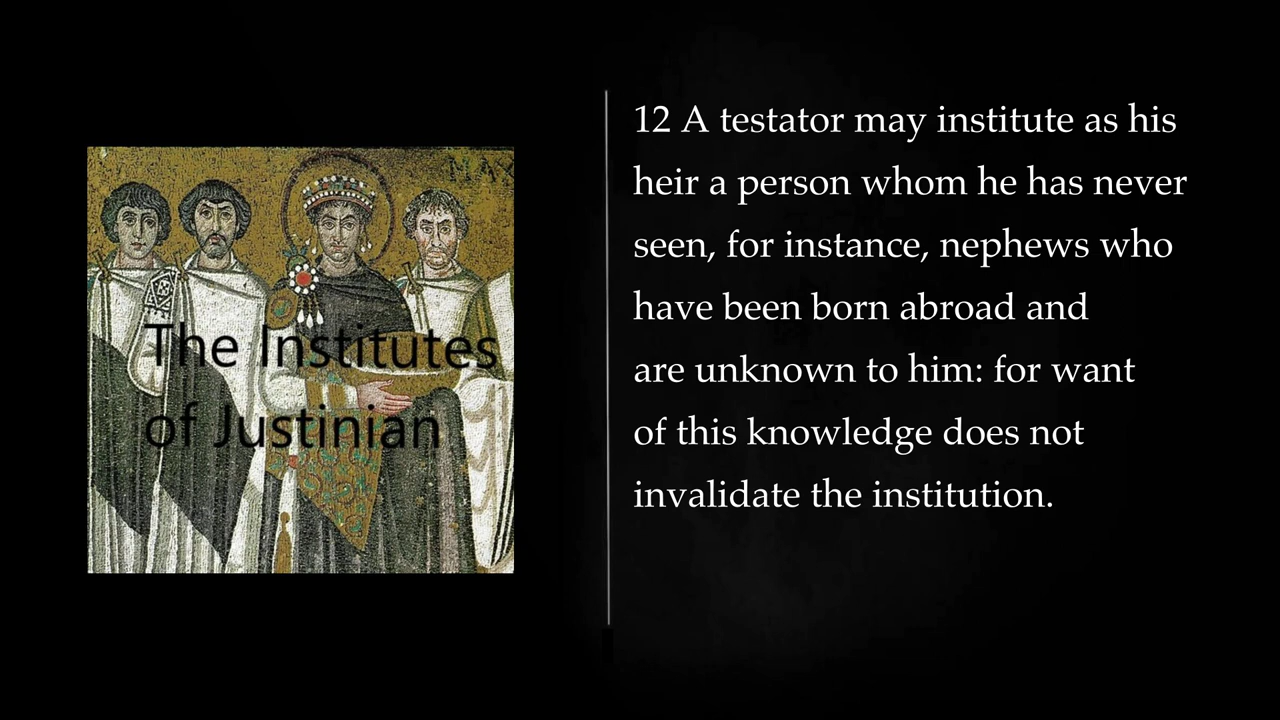 MAX
The Institutes
of Justinian
12 A testator may institute as his
heir a person whom he has never
seen, for instance, nephews who
have been born abroad and
are unknown to him: for want
of this knowledge does not
invalidate the institution.